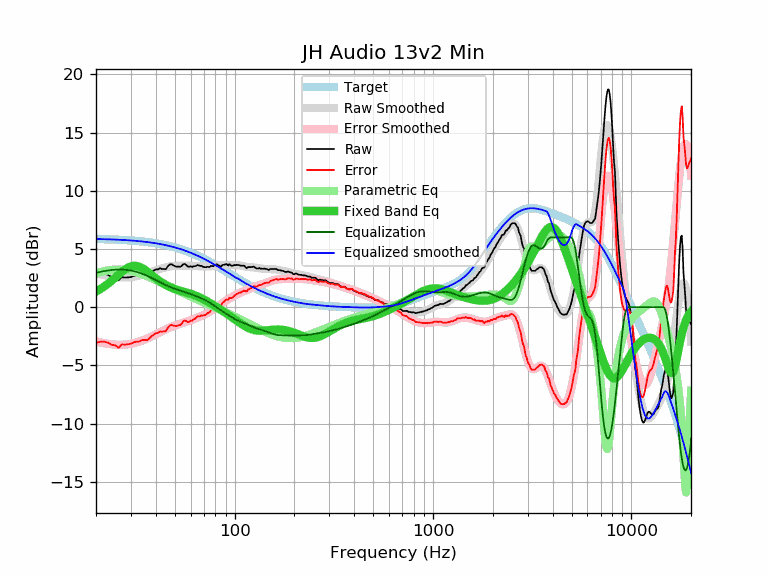 JH Audio 13v2 Min
Amplitude (dBr)
20
15
10
5
0
−5
−10
−15
Target
Raw Smoothed
Error Smoothed
Raw
Error
Parametric Eq
Fixed Band Eq
Equalization
Equalized smoothed
100
1000
10000
Frequency (Hz)